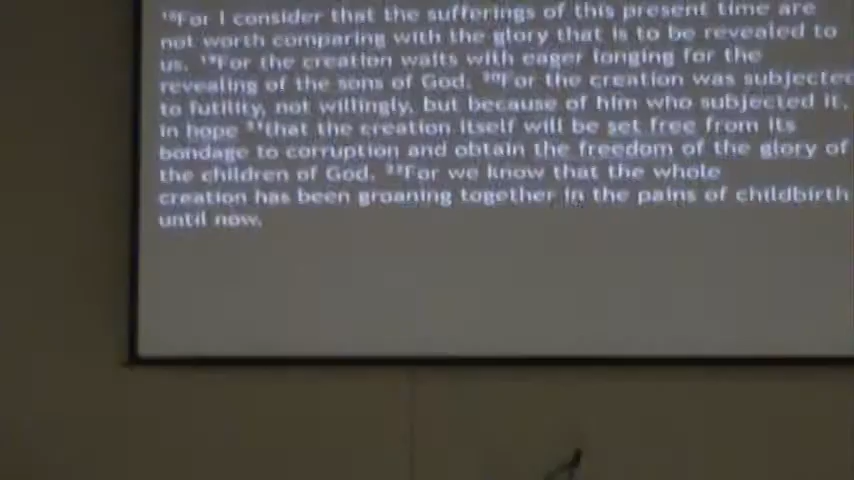 ¹⁸For I consider that the sufferings of this present time are
not worth comparing with the glory that is to be revealed to
us. ¹⁹For the creation waits with eager longing for the
revealing of the sons of God. ²⁰For the creation was subjected
to futility, not willingly, but because of him who subjected it,
in hope ²¹that the creation itself will be set free from its
bondage to corruption and obtain the freedom of the glory of
the children of God. ²²For we know that the whole
creation has been groaning together in the pains of childbirth
until now.